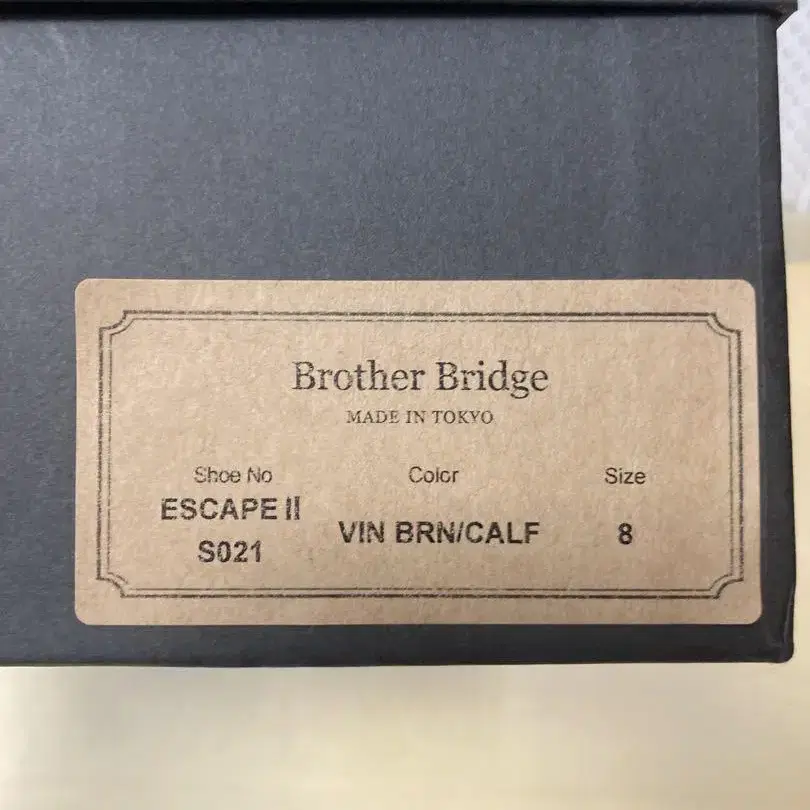 Brother Bridge
MADE IN TOKYO
Shoe No Color Size
ESCAPE II
S021 VIN BRN/CALF 8